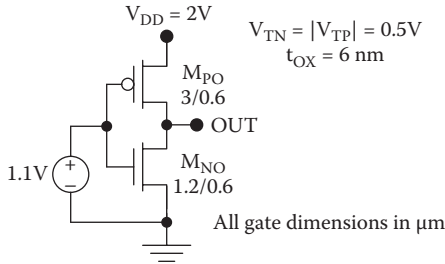 V_DD = 2V
V_TN = |V_TP| = 0.5V
t_OX = 6 nm
M_PO
3/0.6
OUT
M_NO
1.2/0.6
+
1.1V
−
All gate dimensions in μm